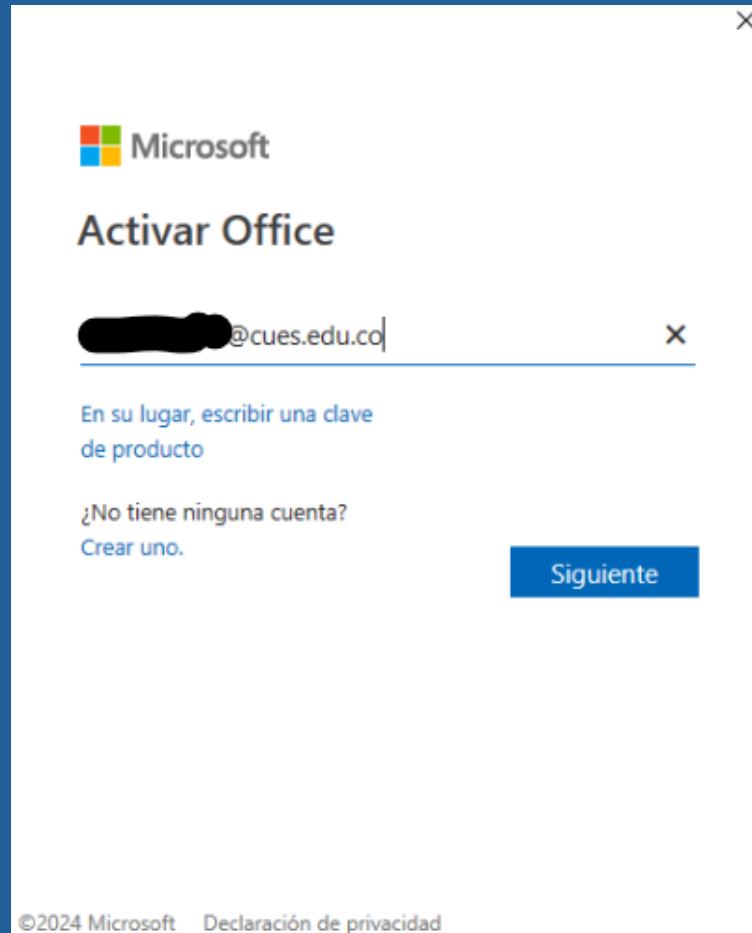 Microsoft
Activar Office
@cues.edu.co
En su lugar, escribir una clave
de producto
¿No tiene ninguna cuenta?
Crear uno.
Siguiente
©2024 Microsoft Declaración de privacidad